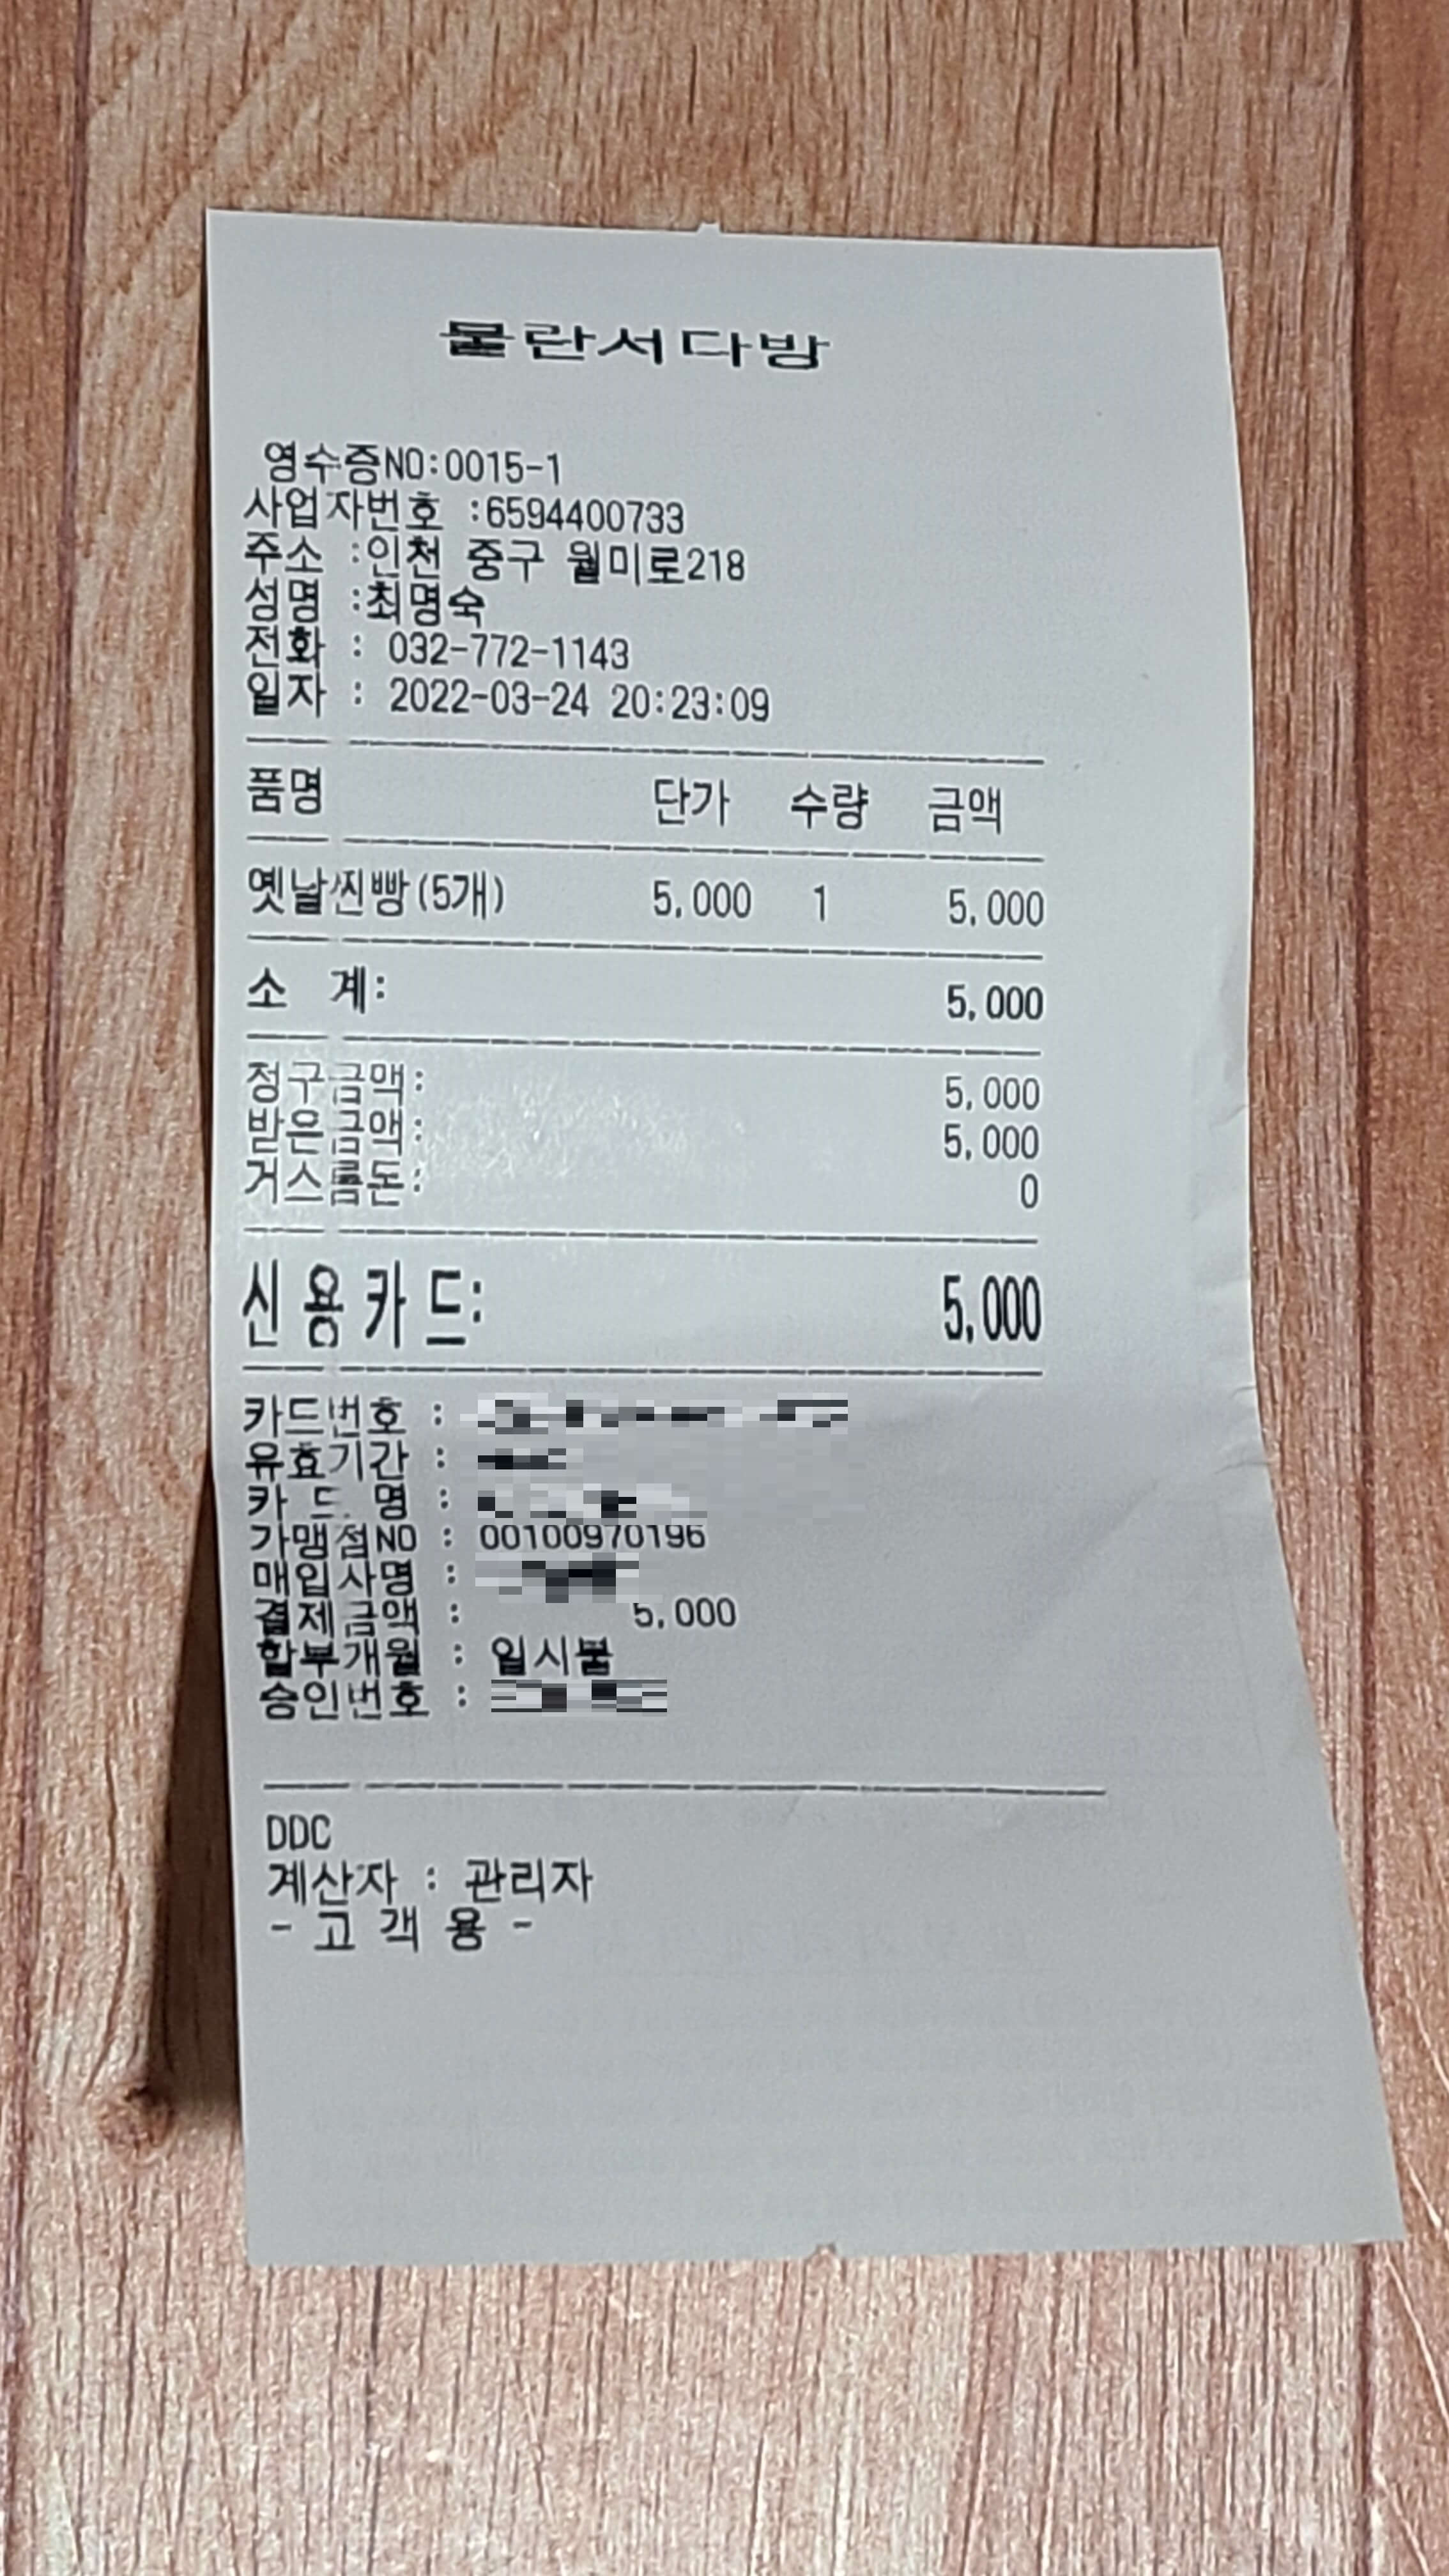 물란서다방
영수증NO:0015-1
사업자번호 :6594400733
주소 :인천 중구 월미로218
성명 :최명숙
전화 : 032-772-1143
일자 : 2022-03-24 20:23:09
품명 단가 수량 금액
옛날찐빵(5개) 5,000 1 5,000
소 계: 5,000
청구금액: 5,000
받은금액: 5,000
거스름돈: 0
신용카드: 5,000
카드번호 :
유효기간 :
카 드 명 :
가맹점NO : 00100970196
매입사명 :
결제금액 : 5,000
할부개월 : 일시불
승인번호 :
DDC
계산자 : 관리자
- 고 객 용 -